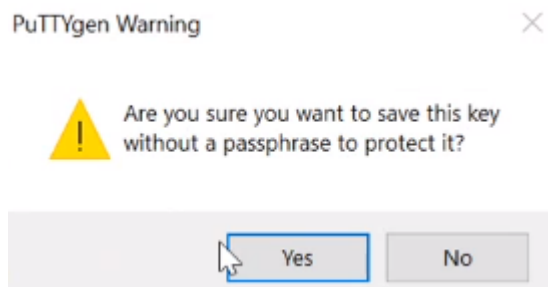 PuTTYgen Warning
Are you sure you want to save this key
without a passphrase to protect it?
Yes
No